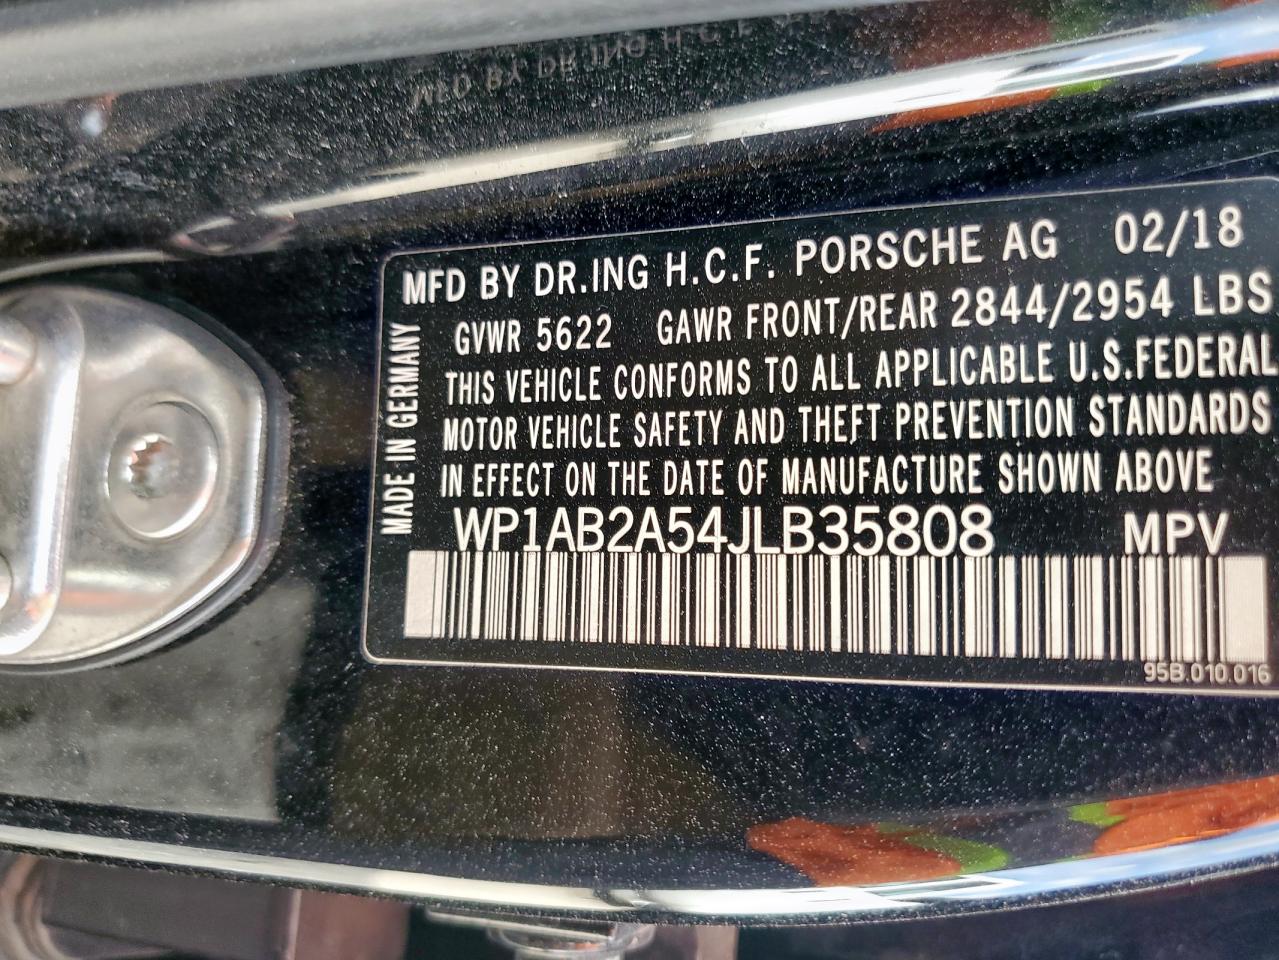 MFD BY DR.ING H.C.F. PORSCHE AG 02/18
GVWR 5622 GAWR FRONT/REAR 2844/2954 LBS
THIS VEHICLE CONFORMS TO ALL APPLICABLE U.S.FEDERAL
MOTOR VEHICLE SAFETY AND THEFT PREVENTION STANDARDS
IN EFFECT ON THE DATE OF MANUFACTURE SHOWN ABOVE
WP1AB2A54JLB35808 MPV
95B.010.016
MADE IN GERMANY